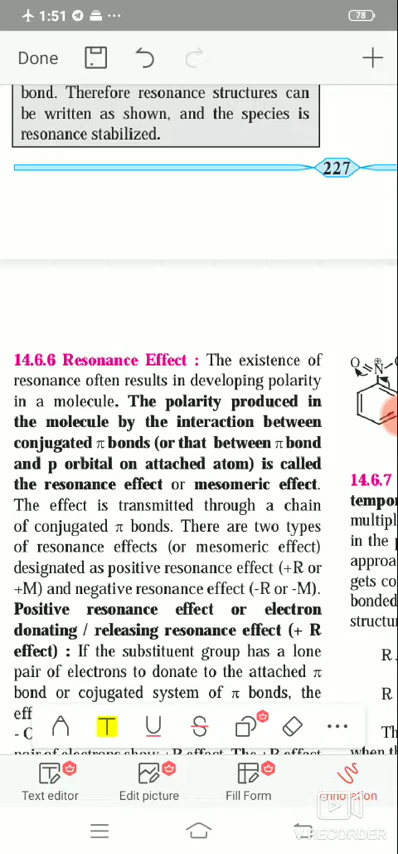 1:51
78
Done
bond. Therefore resonance structures can
be written as shown, and the species is
resonance stabilized.
227
14.6.6 Resonance Effect : The existence of
resonance often results in developing polarity
in a molecule. The polarity produced in
the molecule by the interaction between
conjugated π bonds (or that between π bond
and p orbital on attached atom) is called
the resonance effect or mesomeric effect.
The effect is transmitted through a chain
of conjugated π bonds. There are two types
of resonance effects (or mesomeric effect)
designated as positive resonance effect (+R or
+M) and negative resonance effect (-R or -M).
Positive resonance effect or electron
donating / releasing resonance effect (+ R
effect) : If the substituent group has a lone
pair of electrons to donate to the attached π
bond or cojugated system of π bonds, the
eff
- C
O N
14.6.7
tempo
multipl
in the
approa
gets co
bonded
structu
R
R
Th
when th
T
U
S
Text editor
Edit picture
Fill Form
Annotation
V RECORDER